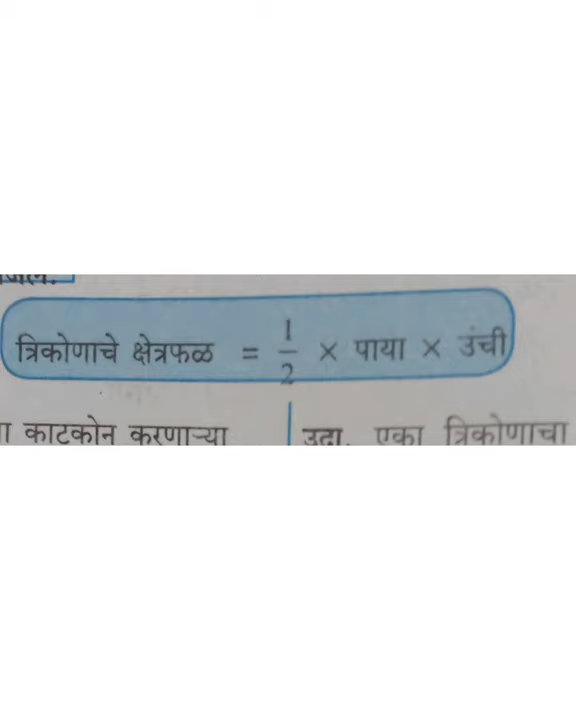 त्रिकोणाचे क्षेत्रफळ = 1/2 × पाया × उंची
काटकोन करणाऱ्या
उदा. एका त्रिकोणाचा